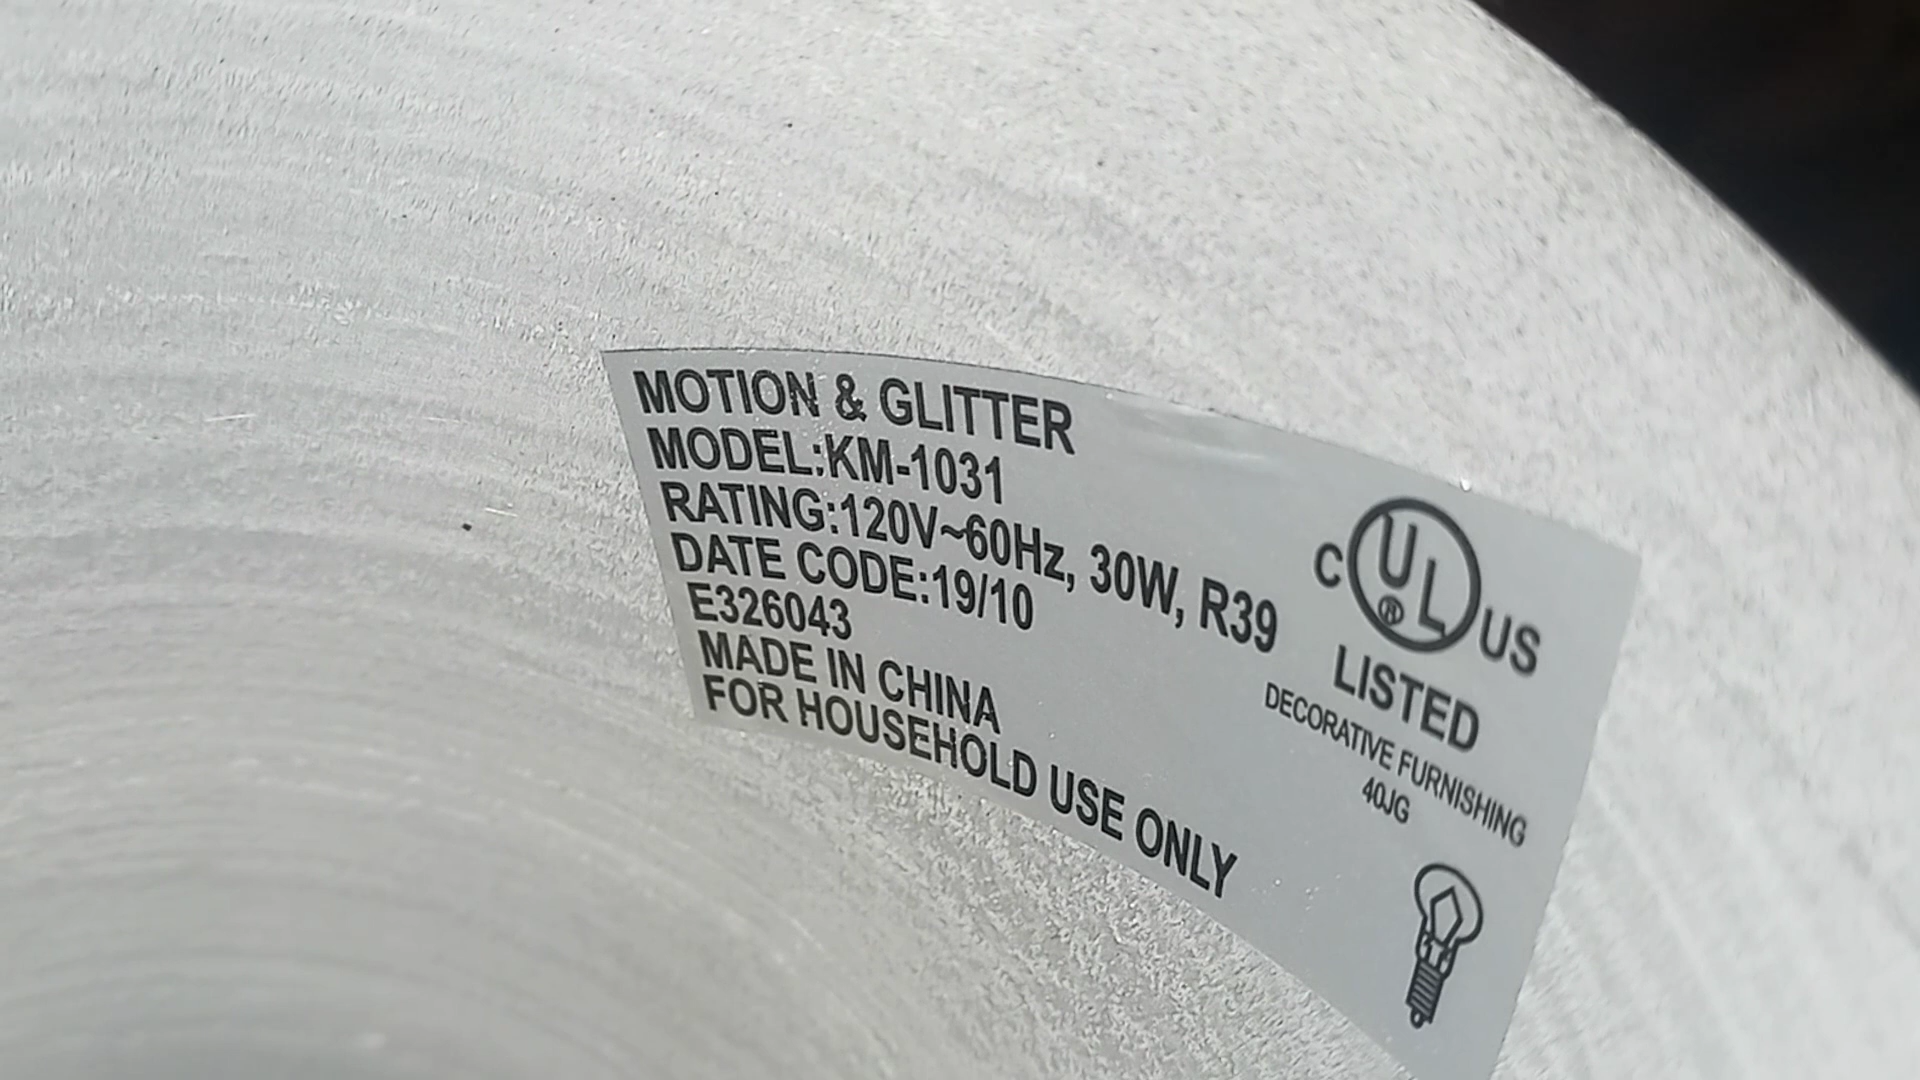 MOTION & GLITTER
MODEL:KM-1031
RATING:120V~60Hz, 30W, R39
DATE CODE:19/10
E326043
MADE IN CHINA
FOR HOUSEHOLD USE ONLY
C UL® US
LISTED
DECORATIVE FURNISHING
40JG